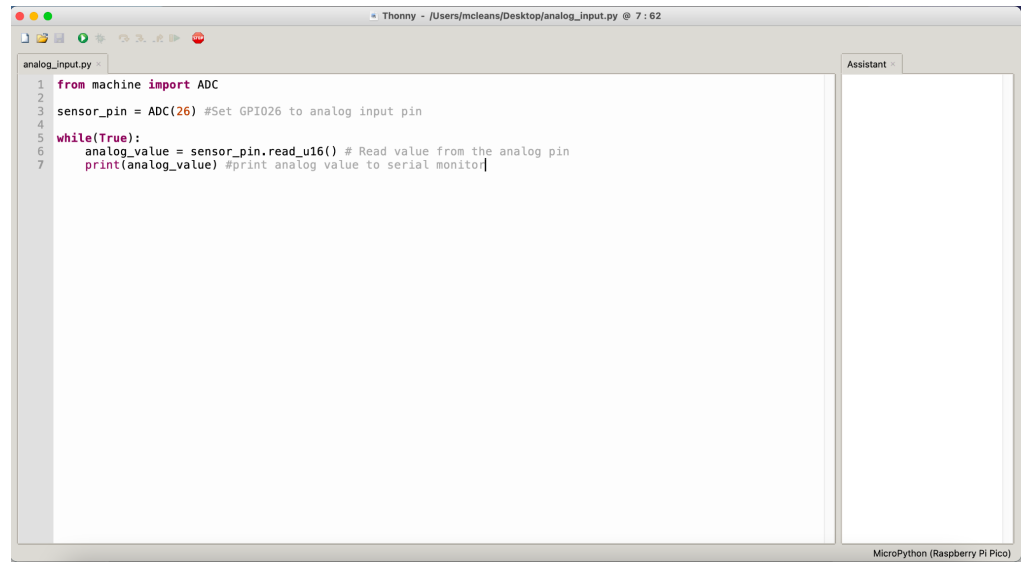 Thonny - /Users/mcleans/Desktop/analog_input.py @ 7 : 62
STOP
analog_input.py ×
Assistant ×
1 from machine import ADC
2
3 sensor_pin = ADC(26) #Set GPIO26 to analog input pin
4
5 while(True):
6     analog_value = sensor_pin.read_u16() # Read value from the analog pin
7     print(analog_value) #print analog value to serial monitor
MicroPython (Raspberry Pi Pico)